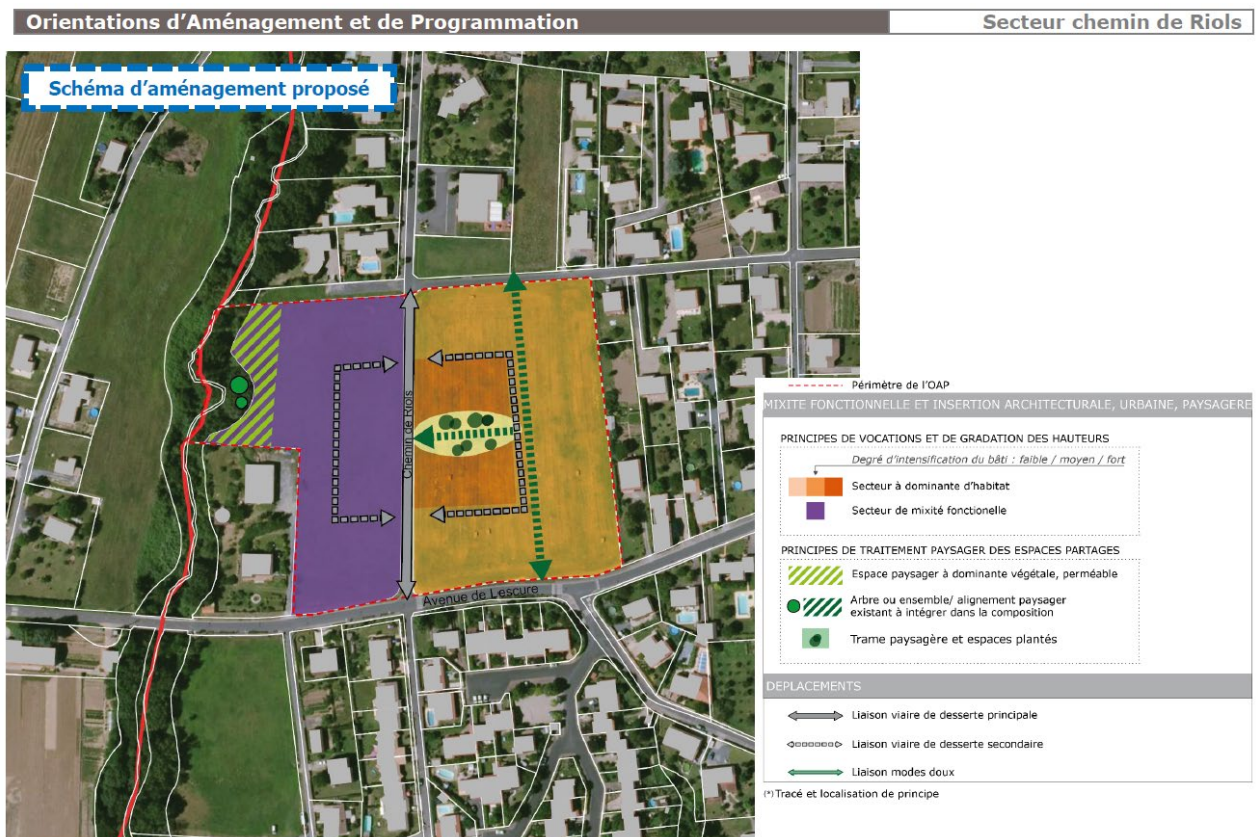 Orientations d'Aménagement et de Programmation
Secteur chemin de Riols
Schéma d'aménagement proposé
Chemin de Riols
Avenue de Lescure
Périmètre de l'OAP
MIXITE FONCTIONNELLE ET INSERTION ARCHITECTURALE, URBAINE, PAYSAGERE
PRINCIPES DE VOCATIONS ET DE GRADATION DES HAUTEURS
Degré d'intensification du bâti : faible / moyen / fort
Secteur à dominante d'habitat
Secteur de mixité fonctionelle
PRINCIPES DE TRAITEMENT PAYSAGER DES ESPACES PARTAGES
Espace paysager à dominante végétale, perméable
Arbre ou ensemble/ alignement paysager
existant à intégrer dans la composition
Trame paysagère et espaces plantés
DEPLACEMENTS
Liaison viaire de desserte principale
Liaison viaire de desserte secondaire
Liaison modes doux
(*) Tracé et localisation de principe